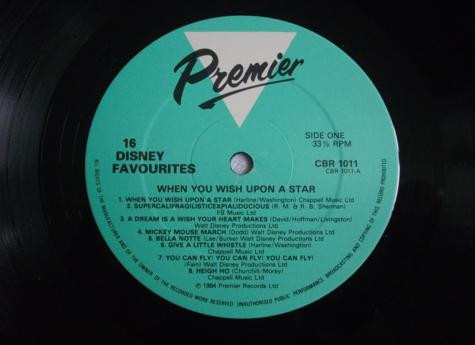 Premier
16
DISNEY
FAVOURITES
SIDE ONE
33⅓ RPM
CBR 1011
CBR 1011-A
WHEN YOU WISH UPON A STAR
1. WHEN YOU WISH UPON A STAR (Harline/Washington) Chappell Music Ltd
2. SUPERCALIFRAGILISTICEXPIALIDOCIOUS (R. M. & R. B. Sherman)
FB Music Ltd
3. A DREAM IS A WISH YOUR HEART MAKES (David/Hoffman/Livingston)
Walt Disney Productions Ltd
4. MICKEY MOUSE MARCH (Dodd) Walt Disney Productions Ltd
5. BELLA NOTTE (Lee/Burke) Walt Disney Productions Ltd
6. GIVE A LITTLE WHISTLE (Harline/Washington)
Chappell Music Ltd
7. YOU CAN FLY! YOU CAN FLY! YOU CAN FLY!
(Fain) Walt Disney Productions Ltd
8. HEIGH HO (Churchill/Morey)
Chappell Music Ltd
℗ 1984 Premier Records Ltd
ALL RIGHTS OF THE MANUFACTURER AND OF THE OWNER OF THE RECORDED WORK RESERVED. UNAUTHORISED PUBLIC PERFORMANCE, BROADCASTING AND COPYING OF THIS RECORD PROHIBITED